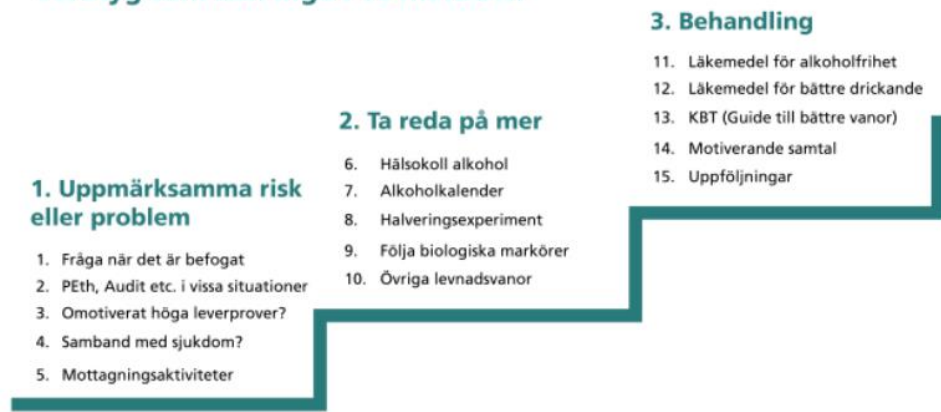 1. Uppmärksamma risk
eller problem
1. Fråga när det är befogat
2. PEth, Audit etc. i vissa situationer
3. Omotiverat höga leverprover?
4. Samband med sjukdom?
5. Mottagningsaktiviteter
2. Ta reda på mer
6. Hälsokoll alkohol
7. Alkoholkalender
8. Halveringsexperiment
9. Följa biologiska markörer
10. Övriga levnadsvanor
3. Behandling
11. Läkemedel för alkoholfrihet
12. Läkemedel för bättre drickande
13. KBT (Guide till bättre vanor)
14. Motiverande samtal
15. Uppföljningar